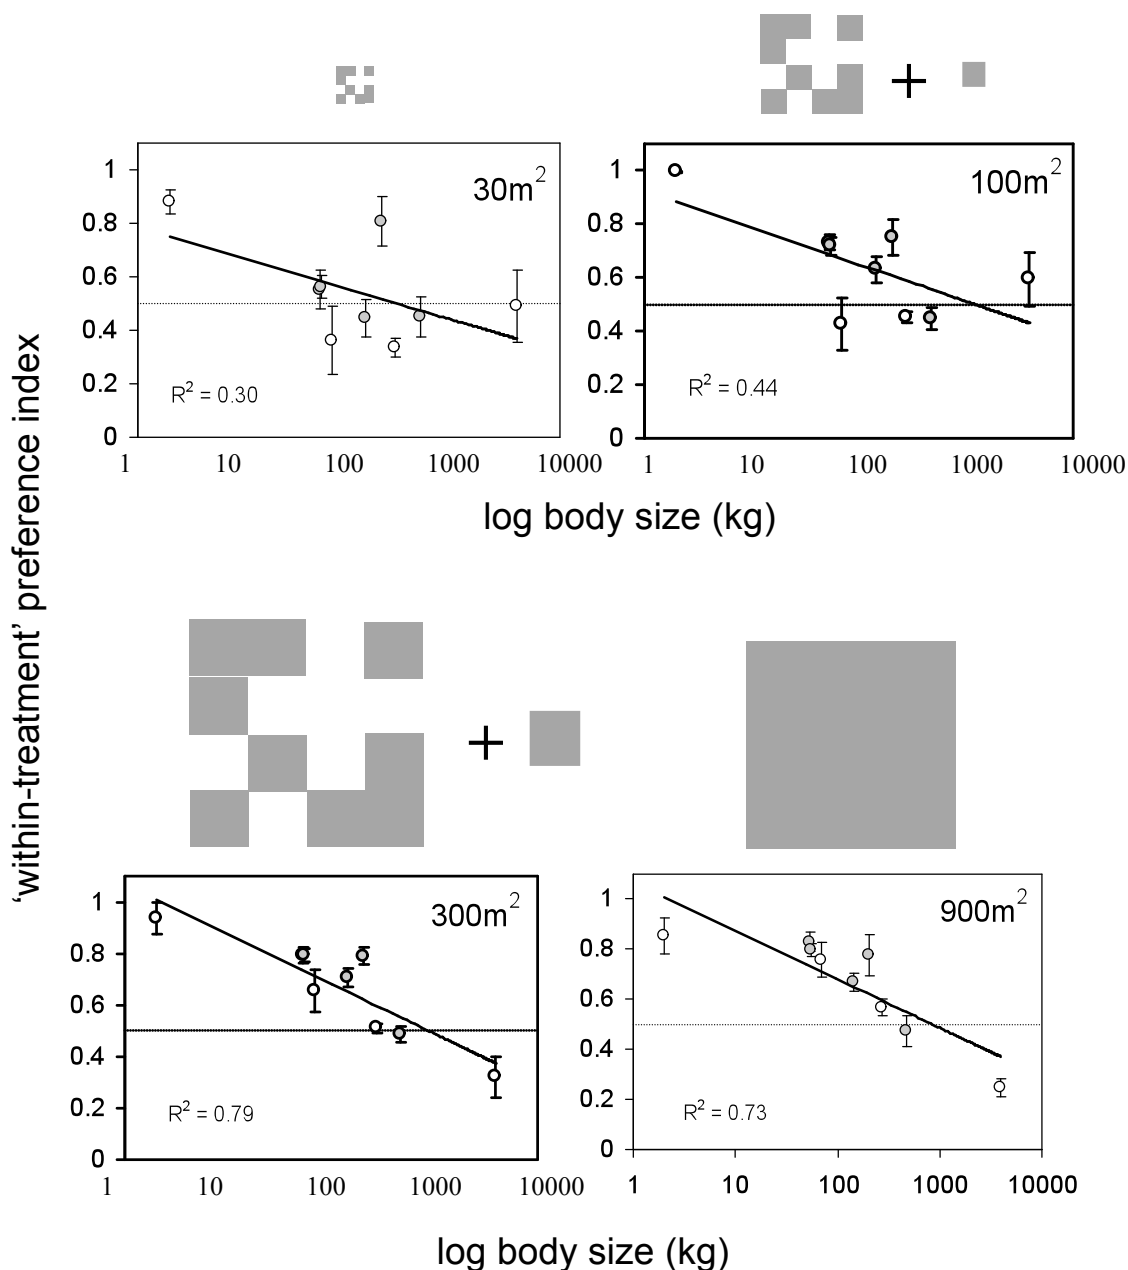 'within-treatment' preference index
30m²
1
0.8
0.6
0.4
0.2
0
R² = 0.30
1 10 100 1000 10000
100m²
1
0.8
0.6
0.4
0.2
0
R² = 0.44
1 10 100 1000 10000
log body size (kg)
300m²
1
0.8
0.6
0.4
0.2
0
R² = 0.79
1 10 100 1000 10000
900m²
1
0.8
0.6
0.4
0.2
0
R² = 0.73
1 10 100 1000 10000
log body size (kg)